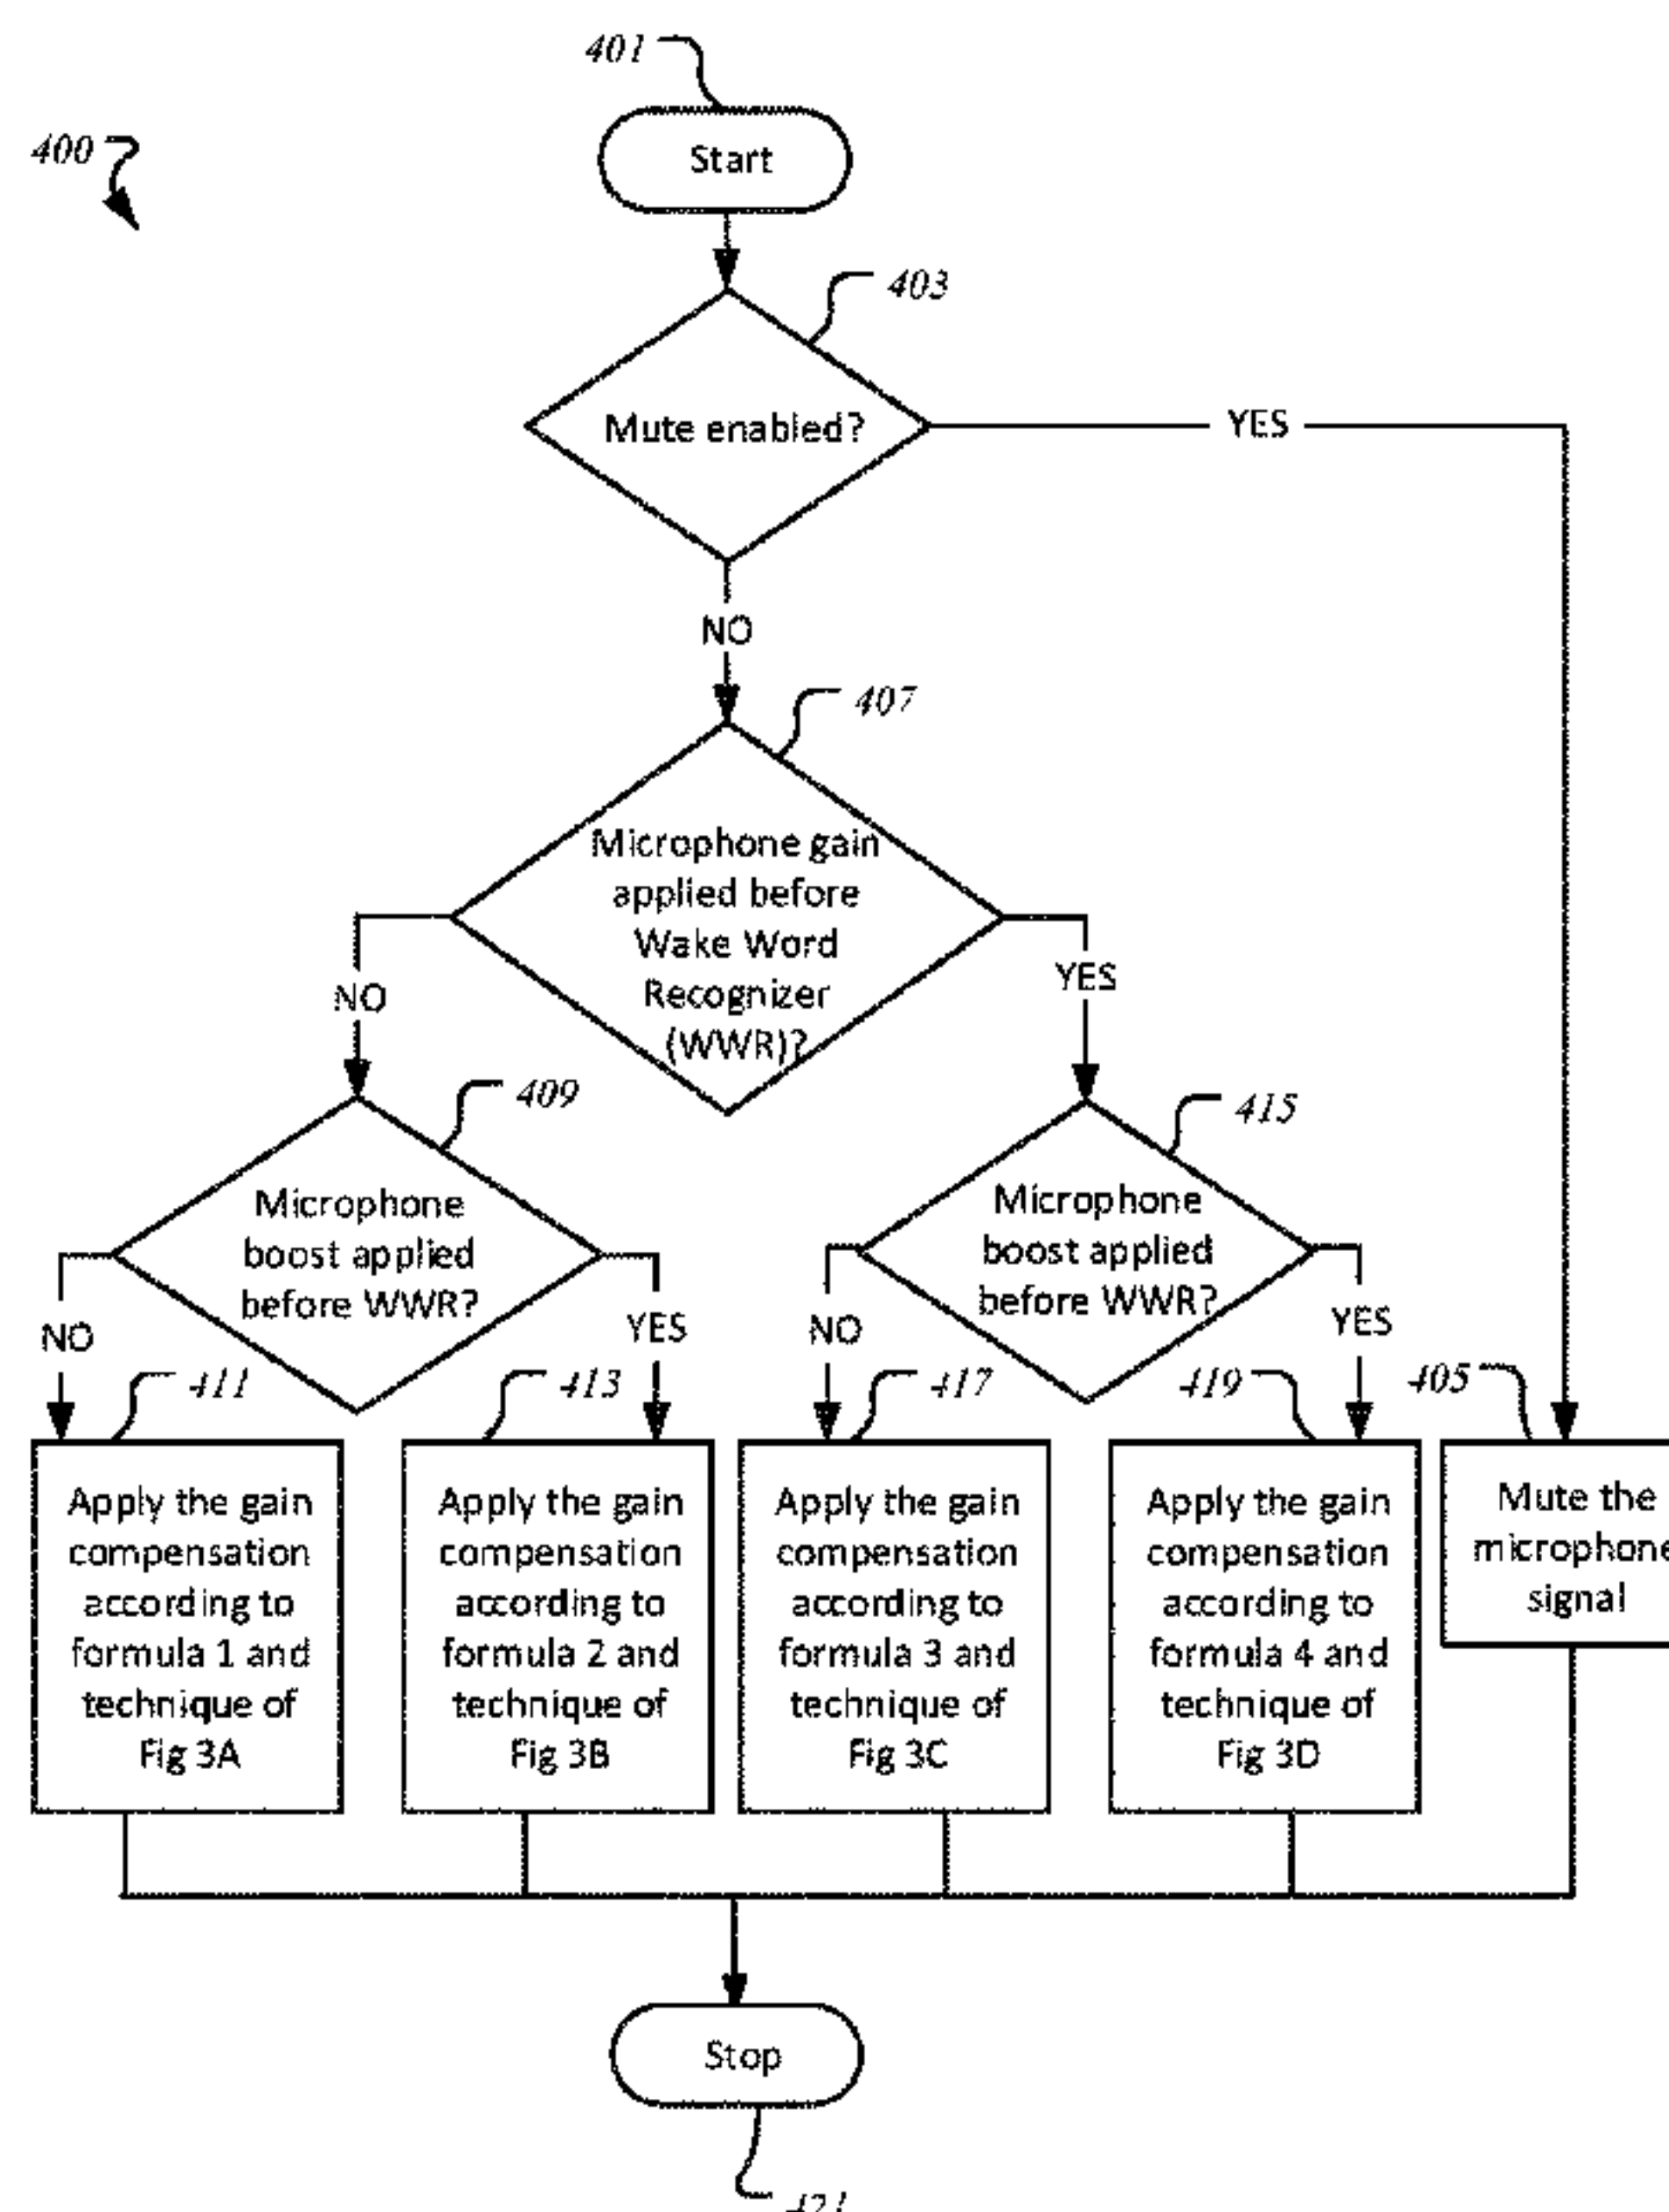 401
400
Start
403
Mute enabled?
YES
NO
407
Microphone gain
applied before
Wake Word
Recognizer
(WWR)?
NO
YES
409
415
Microphone
boost applied
before WWR?
Microphone
boost applied
before WWR?
NO
YES
NO
YES
411
413
417
419
405
Apply the gain
compensation
according to
formula 1 and
technique of
Fig 3A
Apply the gain
compensation
according to
formula 2 and
technique of
Fig 3B
Apply the gain
compensation
according to
formula 3 and
technique of
Fig 3C
Apply the gain
compensation
according to
formula 4 and
technique of
Fig 3D
Mute the
microphone
signal
Stop
421